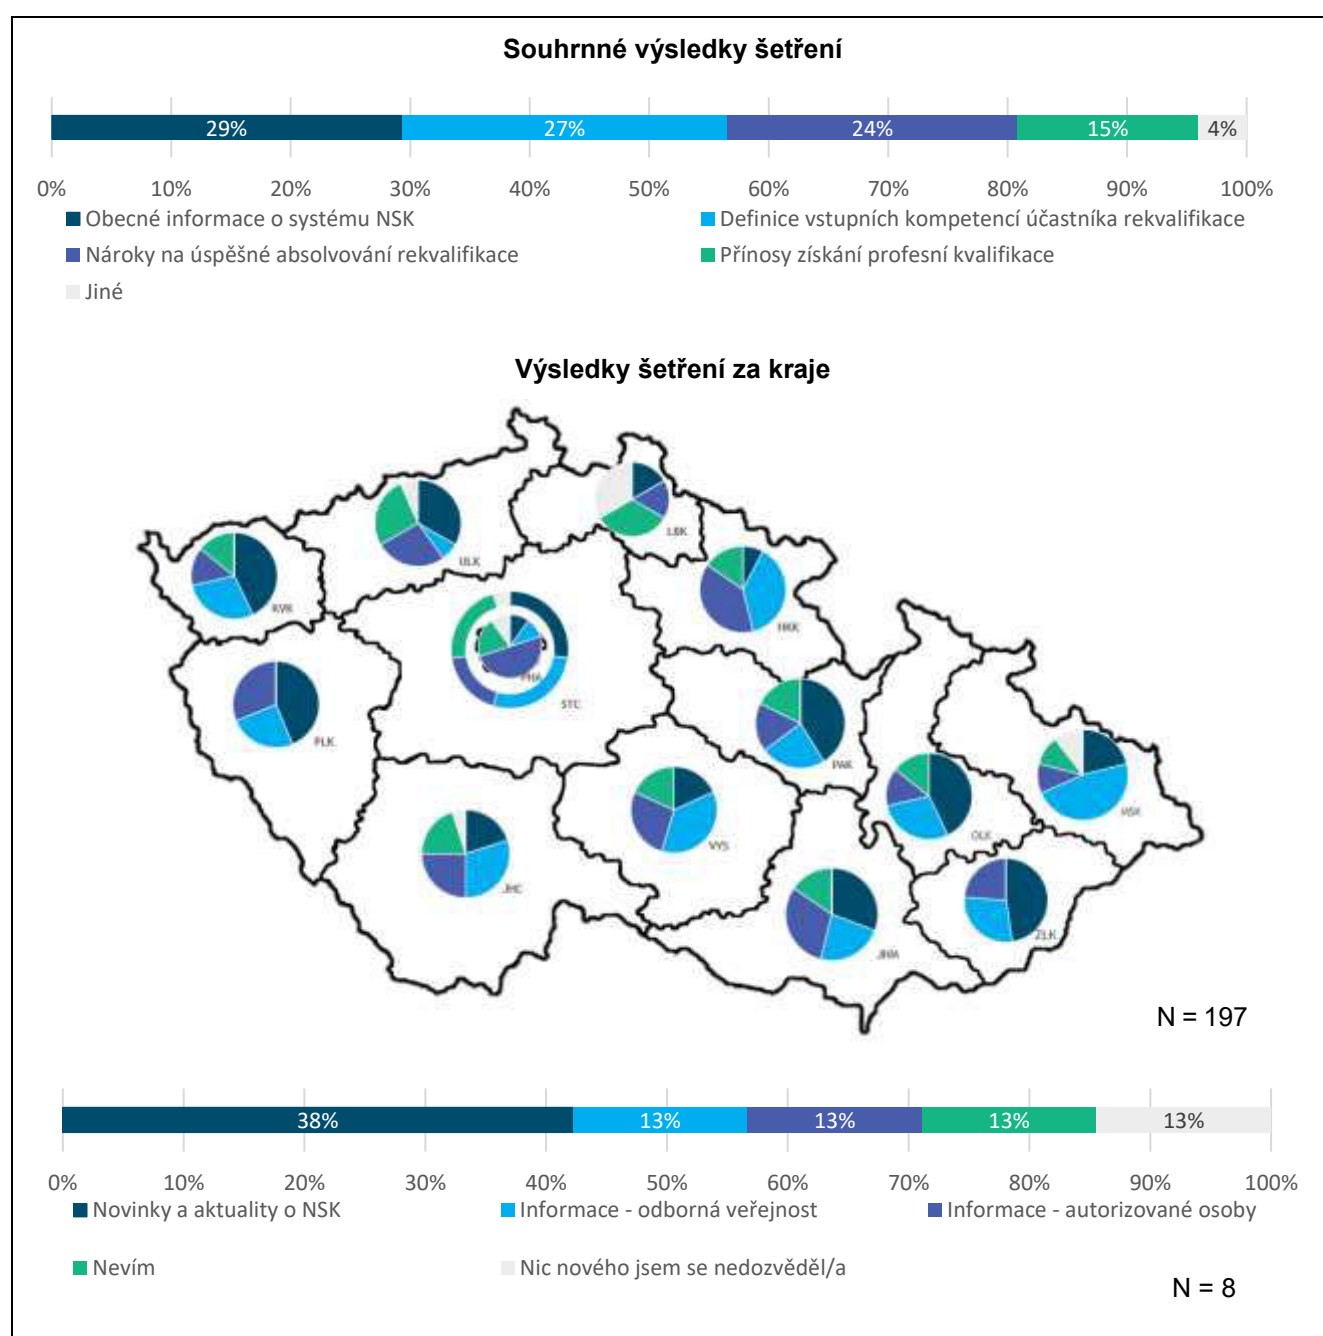 Souhrnné výsledky šetření
29% 27% 24% 15% 4%
0% 10% 20% 30% 40% 50% 60% 70% 80% 90% 100%
Obecné informace o systému NSK Definice vstupních kompetencí účastníka rekvalifikace
Nároky na úspěšné absolvování rekvalifikace Přínosy získání profesní kvalifikace
Jiné
Výsledky šetření za kraje
LBK
ULK
KVK
HKK
PHA
STC
PLK
PAK
MSK
OLK
VYS
JHC
ZLK
JHM
N = 197
38% 13% 13% 13% 13%
0% 10% 20% 30% 40% 50% 60% 70% 80% 90% 100%
Novinky a aktuality o NSK Informace - odborná veřejnost Informace - autorizované osoby
Nevím Nic nového jsem se nedozvěděl/a
N = 8